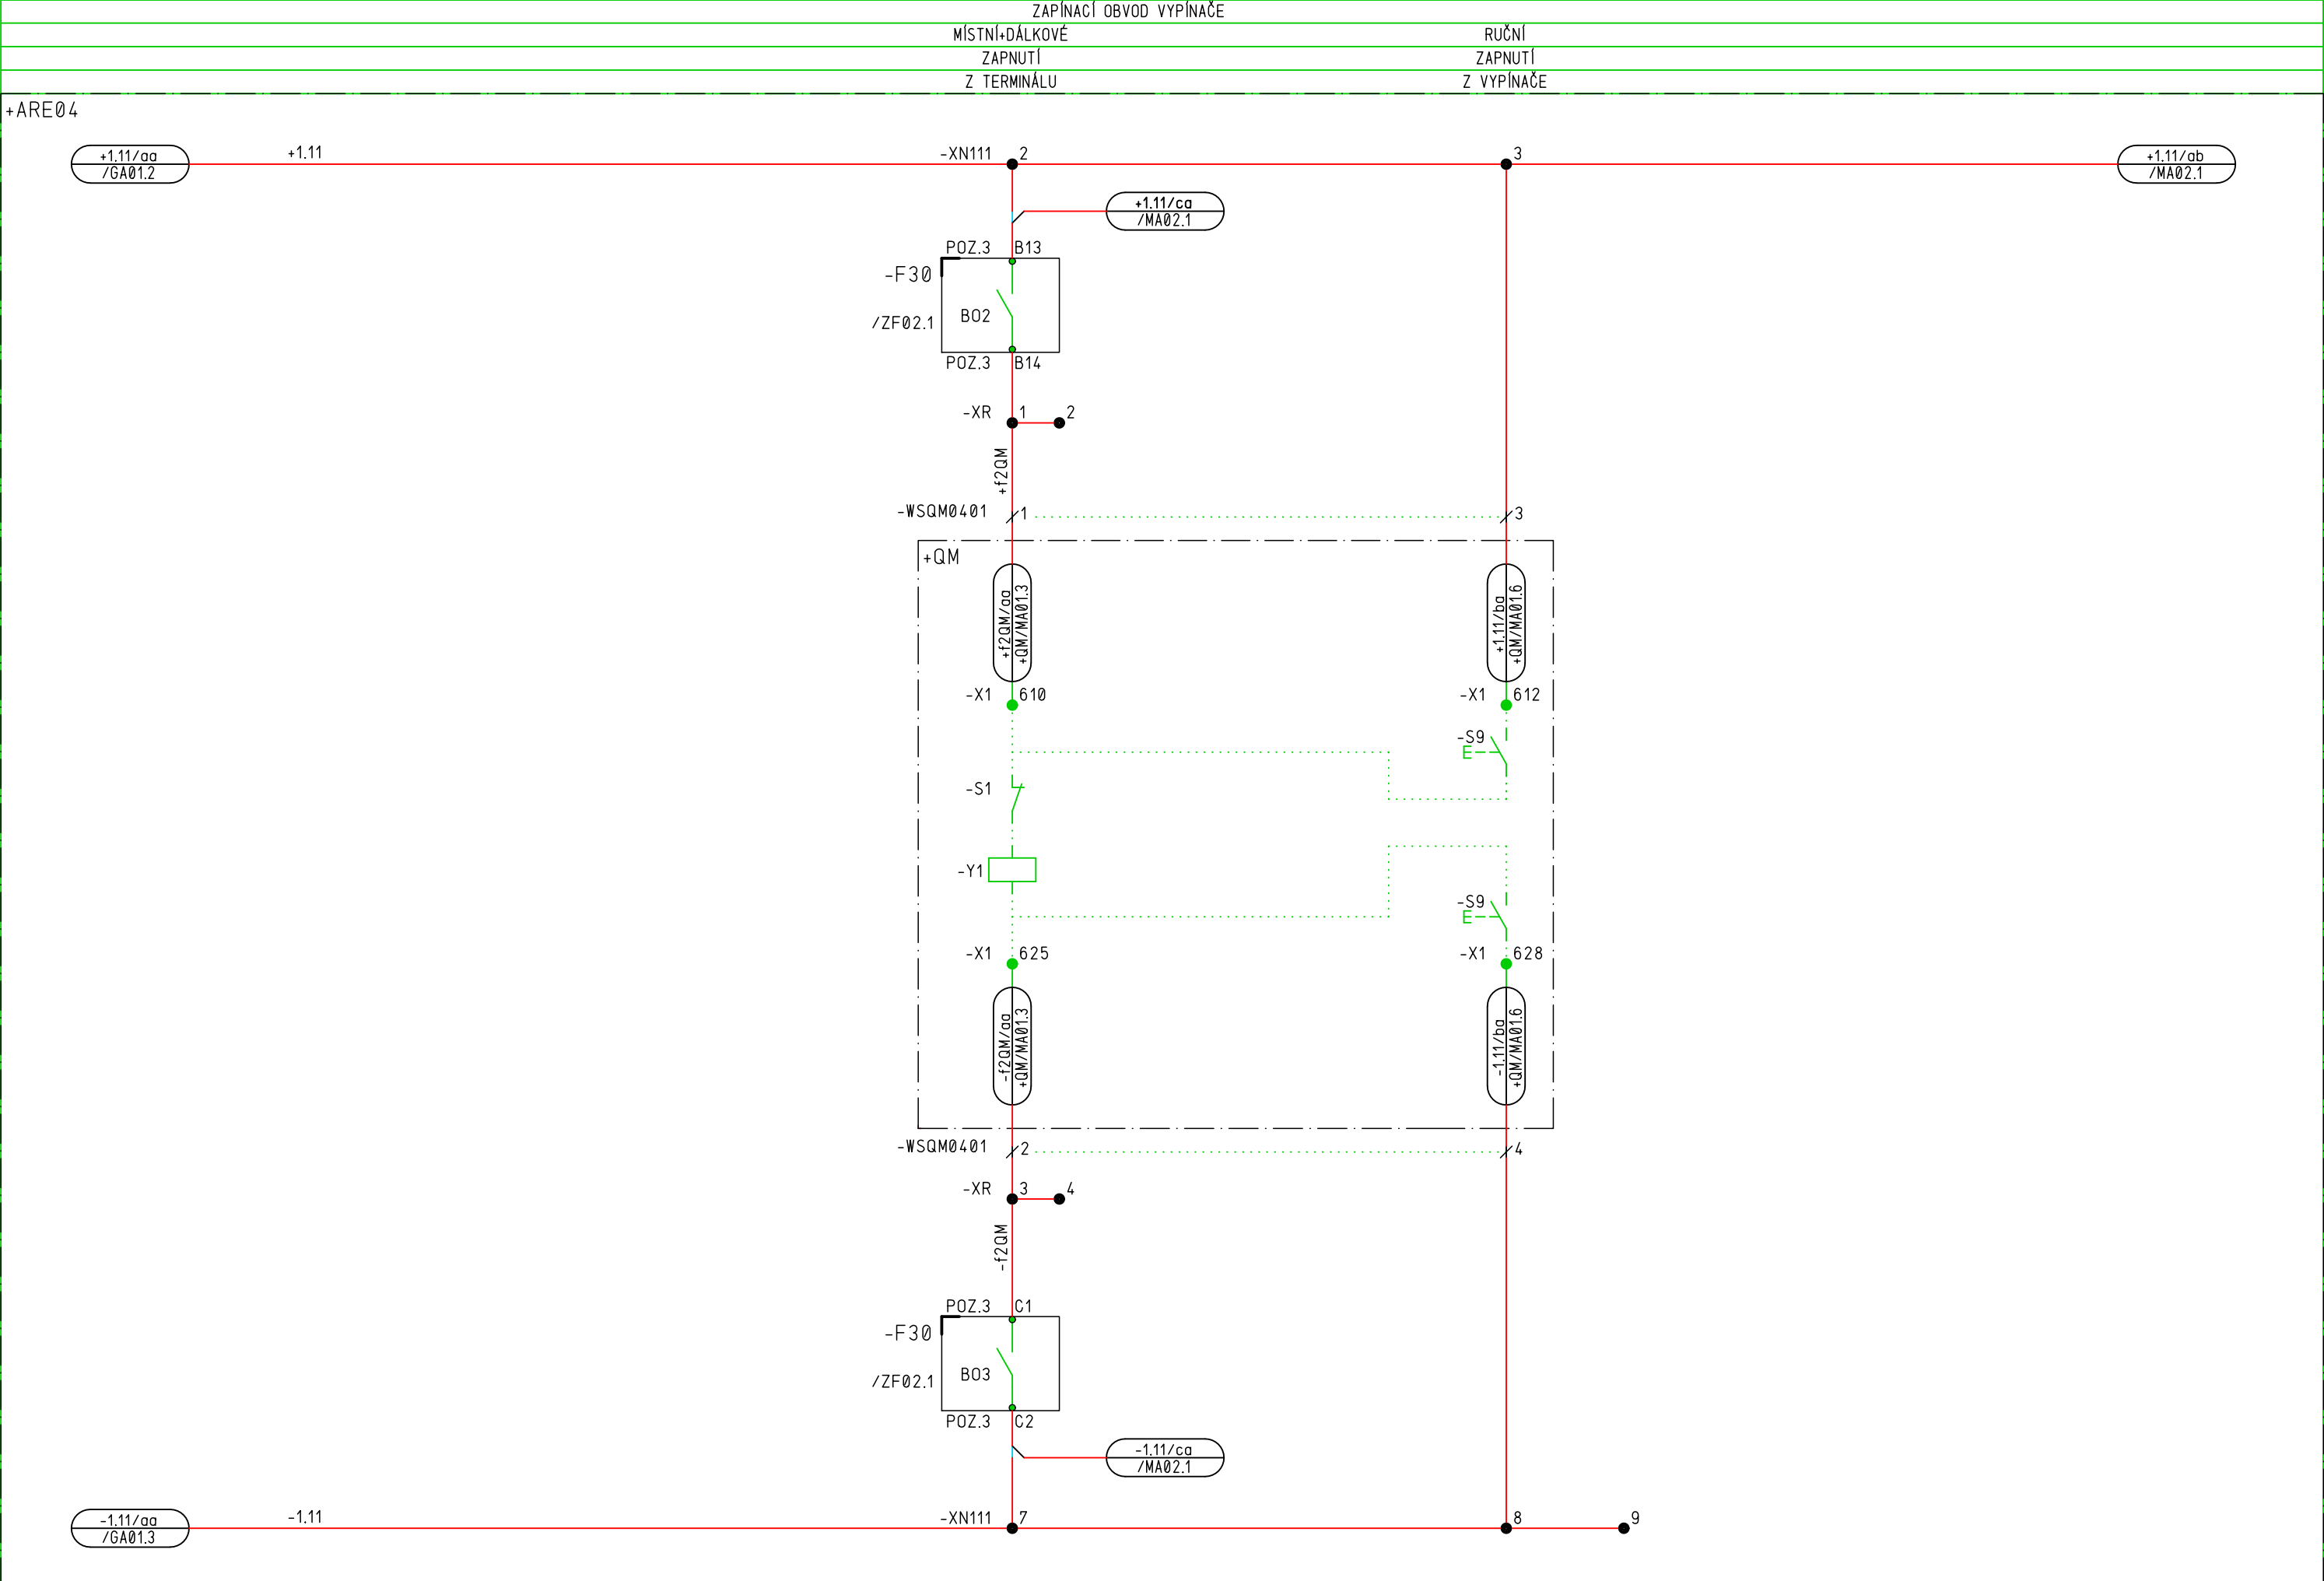 ZAPÍNACÍ OBVOD VYPÍNAČE
MÍSTNÍ+DÁLKOVÉ RUČNÍ
ZAPNUTÍ ZAPNUTÍ
Z TERMINÁLU Z VYPÍNAČE
+ARE04
+1.11/aa
/GA01.2
+1.11
-XN111 2
3
+1.11/ab
/MA02.1
+1.11/ca
/MA02.1
POZ.3 B13
-F30
BO2
/ZF02.1
POZ.3 B14
-XR 1 2
+f2QM
-WSQM0401 1 3
+QM
+f2QM/aa
+QM/MA01.3
+1.11/ba
+QM/MA01.6
-X1 610
-X1 612
-S9
-S1
-Y1
-S9
-X1 625
-X1 628
-f2QM/aa
+QM/MA01.3
-1.11/ba
+QM/MA01.6
-WSQM0401 2 4
-XR 3 4
-f2QM
POZ.3 C1
-F30
BO3
/ZF02.1
POZ.3 C2
-1.11/ca
/MA02.1
-1.11/aa
/GA01.3
-1.11
-XN111 7
8
9